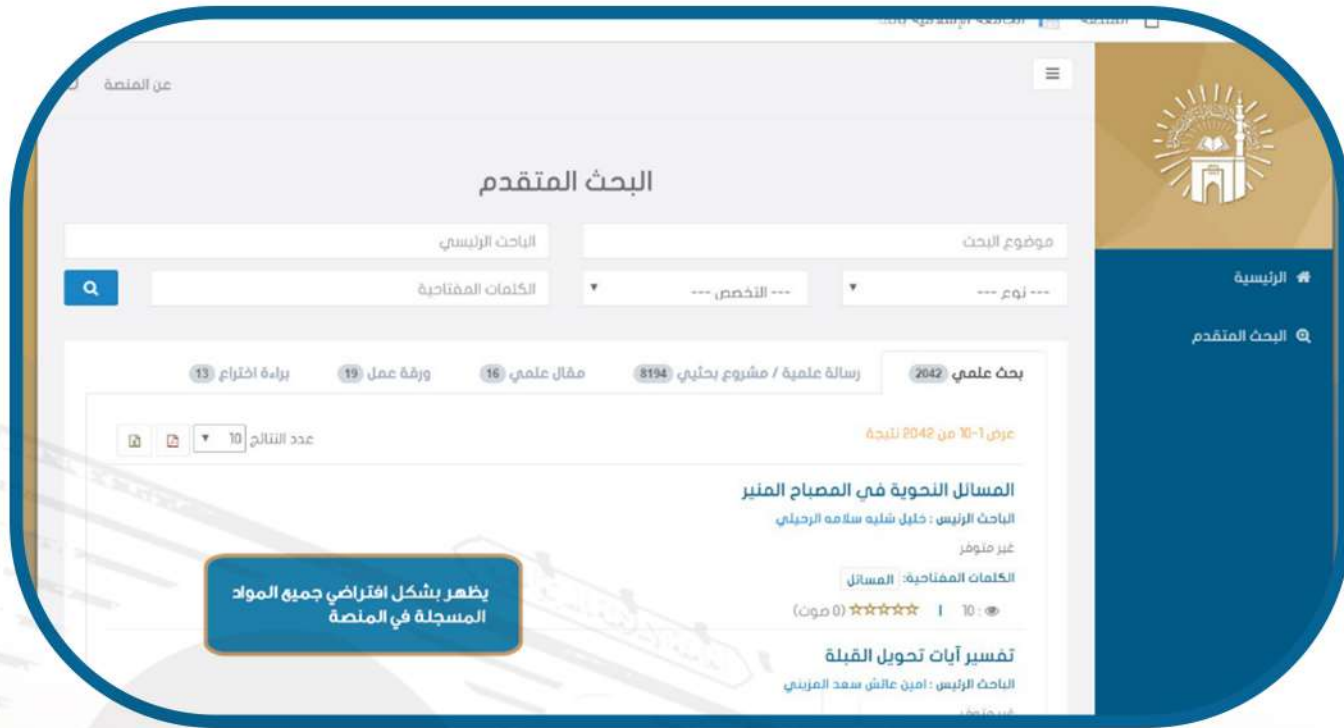 عن المنصة
البحث المتقدم
موضوع البحث
الباحث الرئيسي
--- نوع ---
--- التخصص ---
الكلمات المفتاحية
الرئيسية
البحث المتقدم
بحث علمي 2042
رسالة علمية / مشروع بحثي 8194
مقال علمي 16
ورقة عمل 19
براءة اختراع 13
عرض 1-10 من 2042 نتيجة
عدد النتائج 10
المسائل النحوية في المصباح المنير
الباحث الرئيس : خليل شليه سلامه الرحيلي
غير متوفر
الكلمات المفتاحية: المسائل
10 : | (0 صوت)
يظهر بشكل افتراضي جميع المواد
المسجلة في المنصة
تفسير آيات تحويل القبلة
الباحث الرئيس : امين عائش سعد المزيني